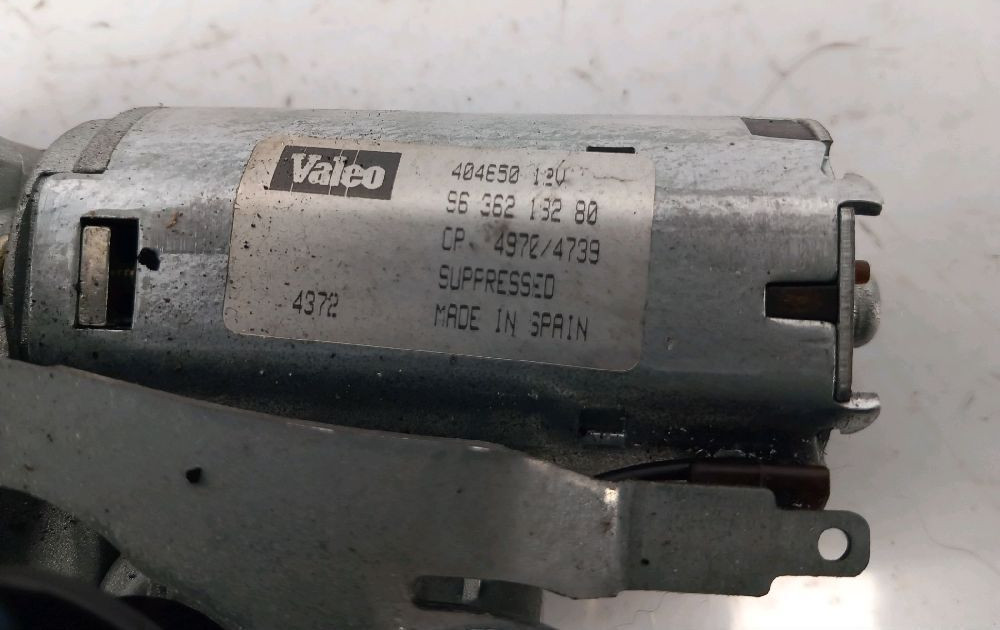 Valeo
404650 12V
96 362 132 80
CP. 4970/4739
SUPPRESSED
4372
MADE IN SPAIN